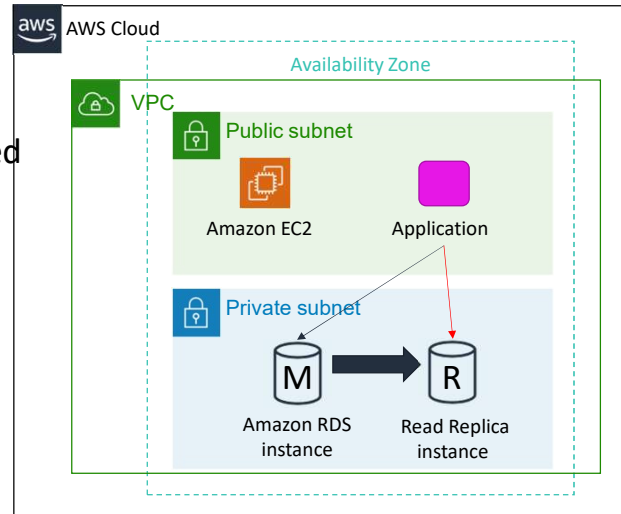 aws
AWS Cloud
Availability Zone
VPC
ed
Public subnet
Amazon EC2
Application
Private subnet
M
R
Amazon RDS
instance
Read Replica
instance